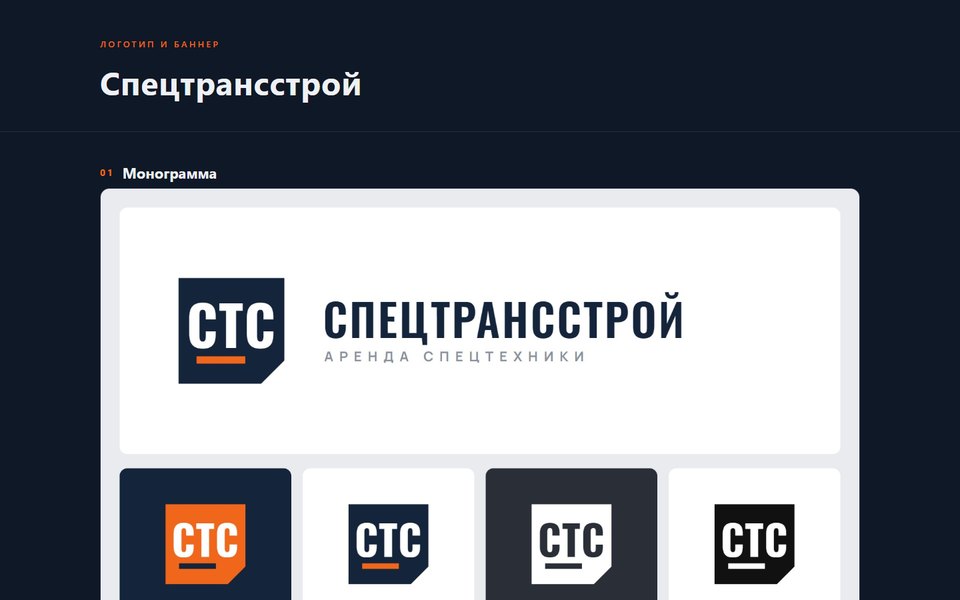 ЛОГОТИП И БАННЕР
Спецтрансстрой
01 Монограмма
СТС
СПЕЦТРАНССТРОЙ
АРЕНДА СПЕЦТЕХНИКИ
СТС
СТС
СТС
СТС